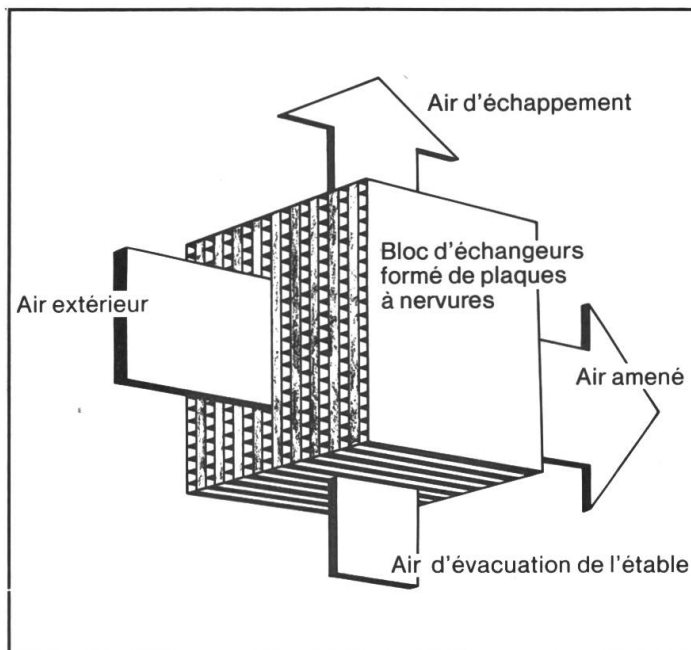 Air d'échappement
Bloc d'échangeurs
formé de plaques
à nervures
Air extérieur
Air amené
Air d'évacuation de l'étable